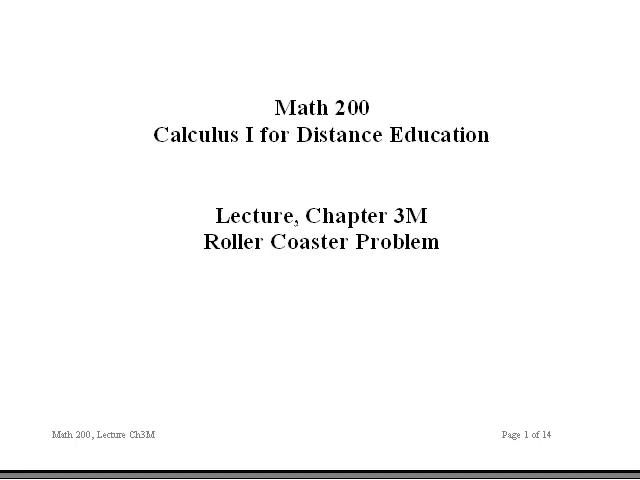 Math 200
Calculus I for Distance Education
Lecture, Chapter 3M
Roller Coaster Problem
Math 200, Lecture Ch3M
Page 1 of 14